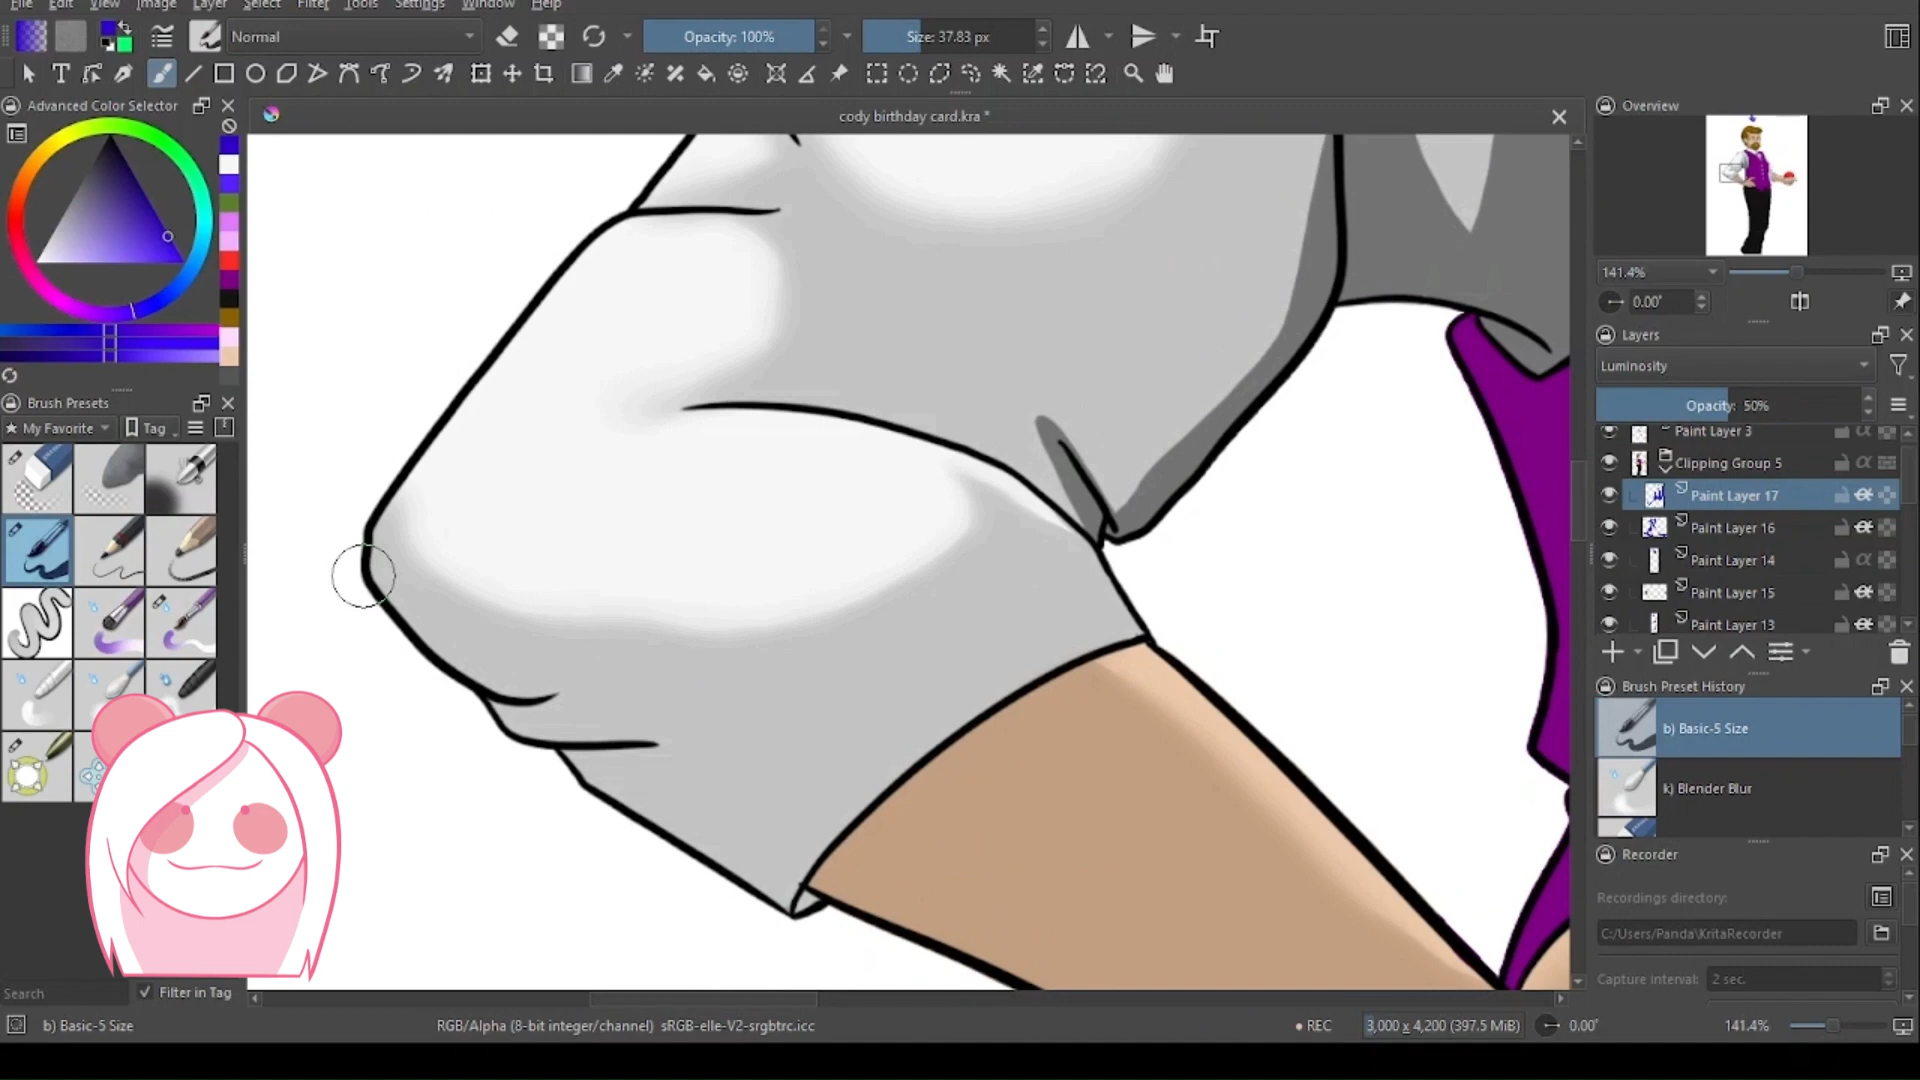 File Edit View Image Layer Select Filter Tools Settings Window Help
Normal
Opacity: 100%
Size: 37.83 px
Advanced Color Selector
cody birthday card.kra *
Overview
141.4%
0.00°
Layers
Luminosity
Opacity: 50%
Paint Layer 3
Clipping Group 5
Paint Layer 17
Paint Layer 16
Paint Layer 14
Paint Layer 15
Paint Layer 13
Brush Presets
★ My Favorite
Tag
Brush Preset History
b) Basic-5 Size
k) Blender Blur
Recorder
Recordings directory:
C:/Users/Panda\KritaRecorder
Capture interval:
2 sec.
Search
Filter in Tag
b) Basic-5 Size
RGB/Alpha (8-bit integer/channel) sRGB-elle-V2-srgbtrc.icc
● REC
3,000 x 4,200 (397.5 MiB)
0.00°
141.4%